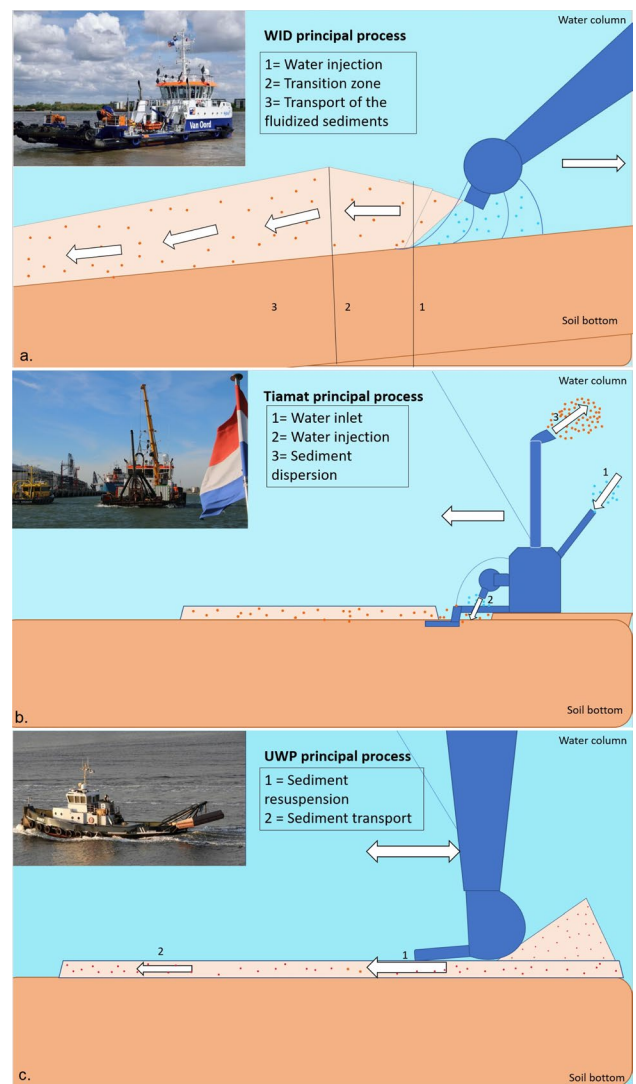 Water column
WID principal process
1= Water injection
2= Transition zone
3= Transport of the
fluidized sediments
Van Oord
3
2
1
Soil bottom
a.
Water column
Tiamat principal process
1= Water inlet
2= Water injection
3= Sediment
dispersion
3
1
2
Soil bottom
b.
Water column
UWP principal process
1 = Sediment
resuspension
2 = Sediment transport
2
1
Soil bottom
c.